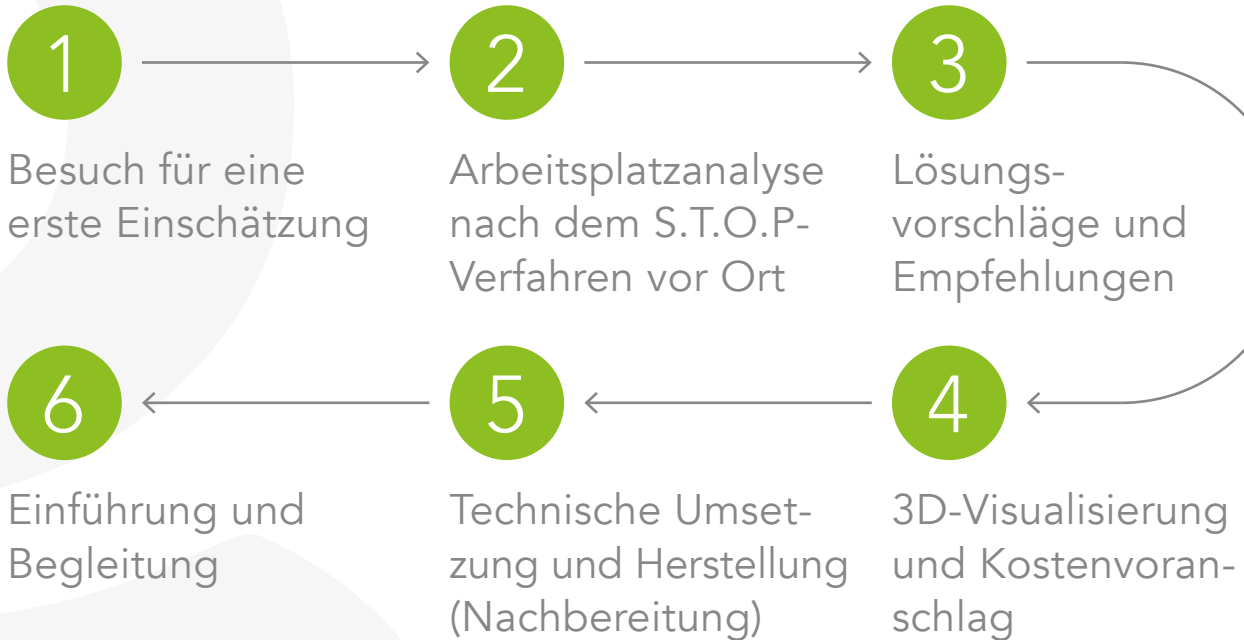 1
Besuch für eine
erste Einschätzung
2
Arbeitsplatzanalyse
nach dem S.T.O.P-
Verfahren vor Ort
3
Lösungs-
vorschläge und
Empfehlungen
4
3D-Visualisierung
und Kostenvoran-
schlag
5
Technische Umset-
zung und Herstellung
(Nachbereitung)
6
Einführung und
Begleitung